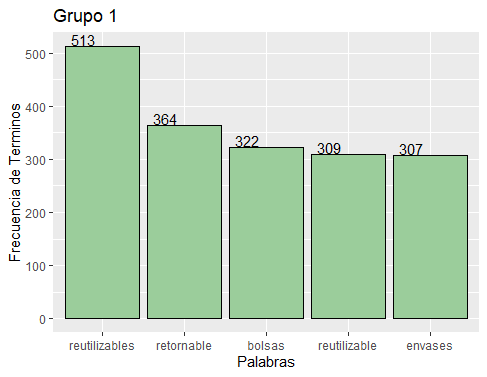 Grupo 1
Frecuencia de Terminos
500
400
300
200
100
0
513
364
322
309
307
reutilizables retornable bolsas reutilizable envases
Palabras